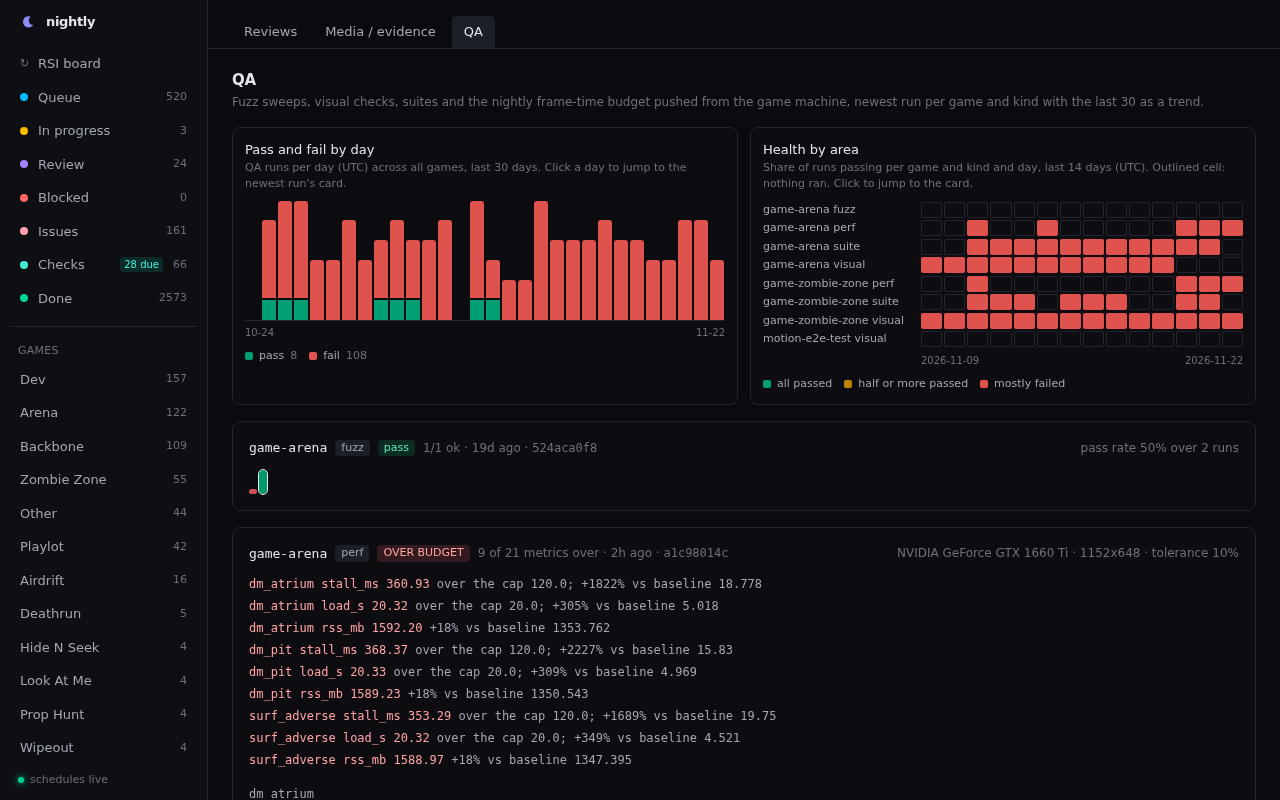 nightly
↻ RSI board
Queue 520
In progress 3
Review 24
Blocked 0
Issues 161
Checks 28 due 66
Done 2573
GAMES
Dev 157
Arena 122
Backbone 109
Zombie Zone 55
Other 44
Playlot 42
Airdrift 16
Deathrun 5
Hide N Seek 4
Look At Me 4
Prop Hunt 4
Wipeout 4
schedules live
Reviews Media / evidence QA
QA
Fuzz sweeps, visual checks, suites and the nightly frame-time budget pushed from the game machine, newest run per game and kind with the last 30 as a trend.
Pass and fail by day
QA runs per day (UTC) across all games, last 30 days. Click a day to jump to the
newest run's card.
10-24 11-22
pass 8 fail 108
Health by area
Share of runs passing per game and kind and day, last 14 days (UTC). Outlined cell:
nothing ran. Click to jump to the card.
game-arena fuzz
game-arena perf
game-arena suite
game-arena visual
game-zombie-zone perf
game-zombie-zone suite
game-zombie-zone visual
motion-e2e-test visual
2026-11-09 2026-11-22
all passed half or more passed mostly failed
game-arena fuzz pass 1/1 ok · 19d ago · 524aca0f8 pass rate 50% over 2 runs
game-arena perf OVER BUDGET 9 of 21 metrics over · 2h ago · a1c98014c NVIDIA GeForce GTX 1660 Ti · 1152x648 · tolerance 10%
dm_atrium stall_ms 360.93 over the cap 120.0; +1822% vs baseline 18.778
dm_atrium load_s 20.32 over the cap 20.0; +305% vs baseline 5.018
dm_atrium rss_mb 1592.20 +18% vs baseline 1353.762
dm_pit stall_ms 368.37 over the cap 120.0; +2227% vs baseline 15.83
dm_pit load_s 20.33 over the cap 20.0; +309% vs baseline 4.969
dm_pit rss_mb 1589.23 +18% vs baseline 1350.543
surf_adverse stall_ms 353.29 over the cap 120.0; +1689% vs baseline 19.75
surf_adverse load_s 20.32 over the cap 20.0; +349% vs baseline 4.521
surf_adverse rss_mb 1588.97 +18% vs baseline 1347.395
dm_atrium